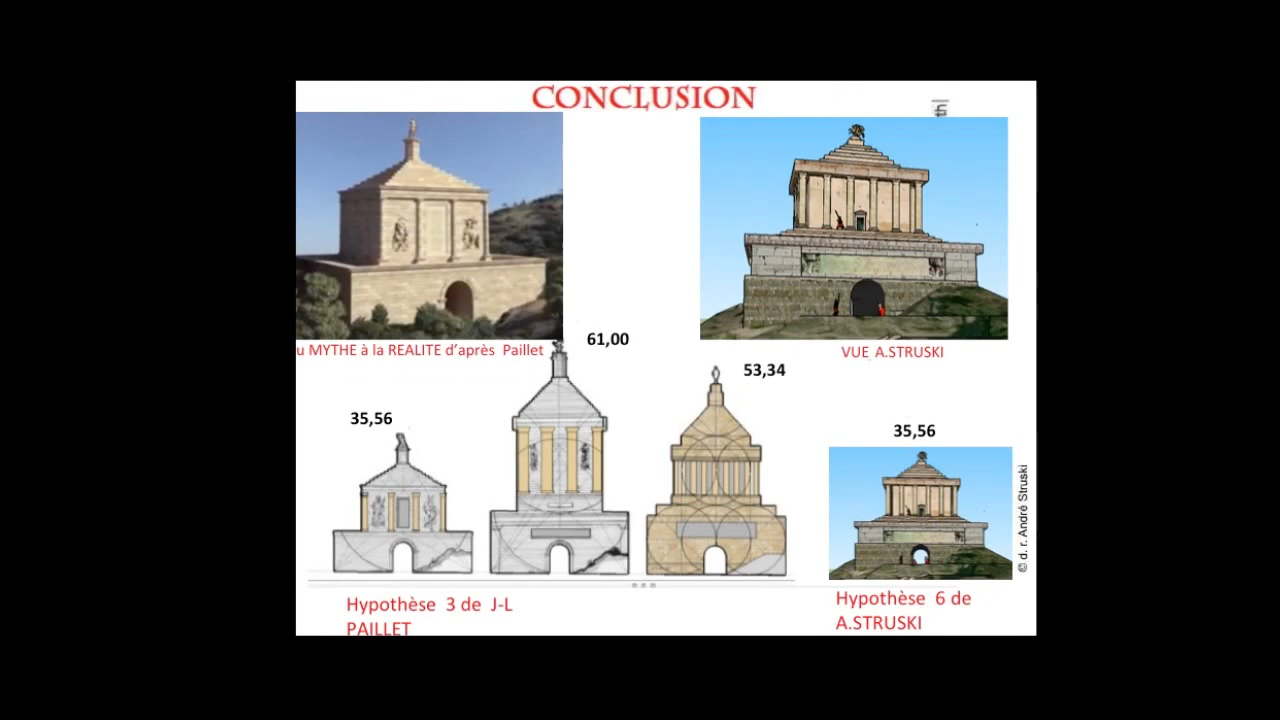 CONCLUSION
u MYTHE à la REALITE d'après Paillet
VUE A.STRUSKI
61,00
53,34
35,56
35,56
Hypothèse 3 de J-L
PAILLET
Hypothèse 6 de
A.STRUSKI
© d. r. André Struski